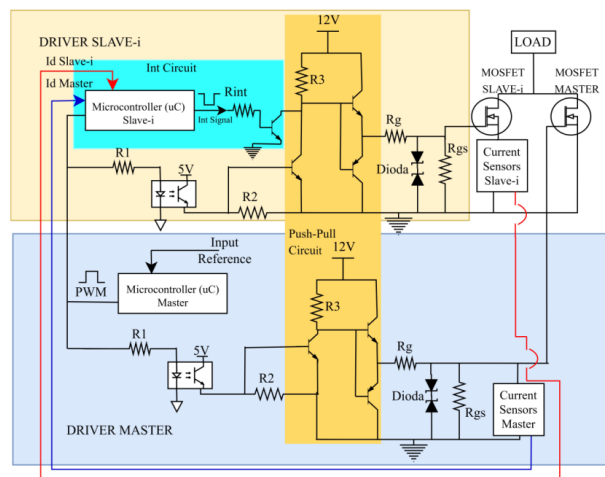 DRIVER SLAVE-i
Id Slave-i
Id Master
Int Circuit
Microcontroller (uC)
Slave-i
Rint
Int Signal
12V
R3
Rg
Dioda
Rgs
LOAD
MOSFET
SLAVE-i
MOSFET
MASTER
Current
Sensors
Slave-i
R1
5V
R2
Push-Pull
Circuit
12V
Input
Reference
PWM
Microcontroller (uC)
Master
R1
5V
R2
R3
Rg
Dioda
Rgs
Current
Sensors
Master
DRIVER MASTER